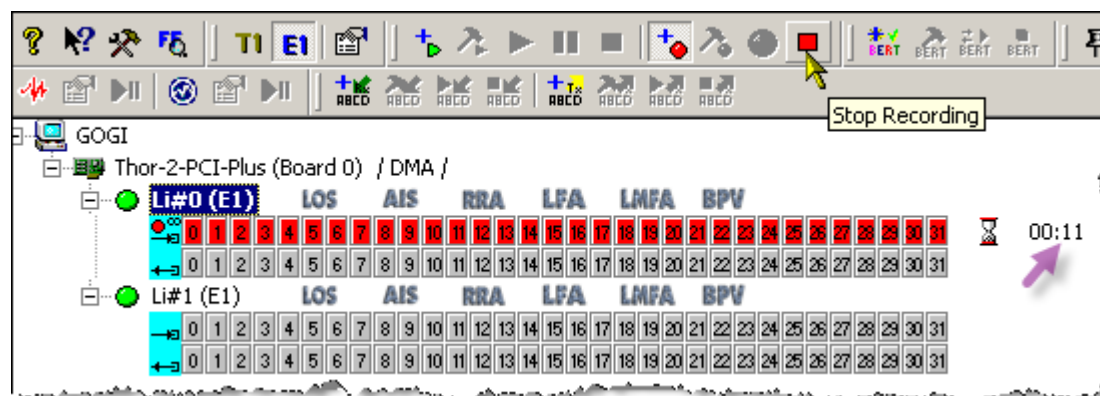 T1 E1 BERT BERT BERT BERT
ABCD ABCD ABCD ABCD Tx ABCD ABCD ABCD ABCD
Stop Recording
GOGI
Thor-2-PCI-Plus (Board 0) / DMA /
Li#0 (E1) LOS AIS RRA LFA LMFA BPV
0 1 2 3 4 5 6 7 8 9 10 11 12 13 14 15 16 17 18 19 20 21 22 23 24 25 26 27 28 29 30 31 00:11
0 1 2 3 4 5 6 7 8 9 10 11 12 13 14 15 16 17 18 19 20 21 22 23 24 25 26 27 28 29 30 31
Li#1 (E1) LOS AIS RRA LFA LMFA BPV
0 1 2 3 4 5 6 7 8 9 10 11 12 13 14 15 16 17 18 19 20 21 22 23 24 25 26 27 28 29 30 31
0 1 2 3 4 5 6 7 8 9 10 11 12 13 14 15 16 17 18 19 20 21 22 23 24 25 26 27 28 29 30 31